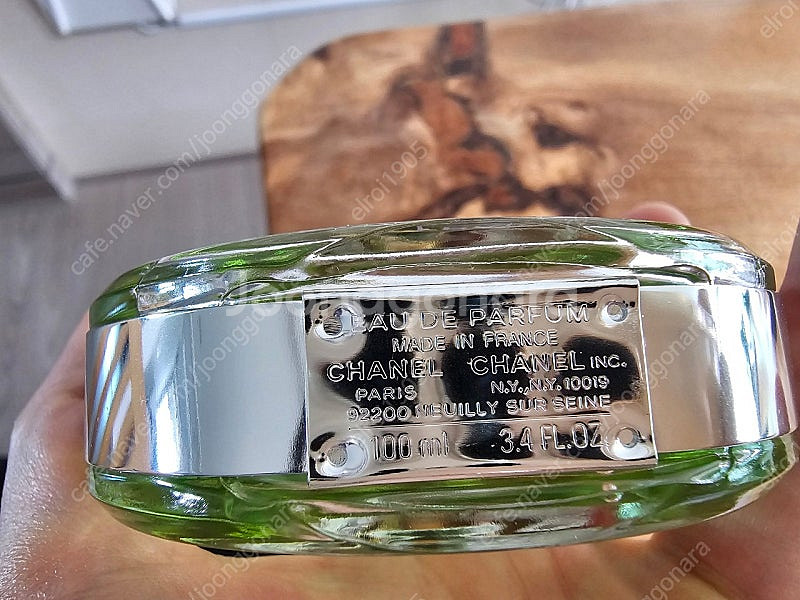 EAU DE PARFUM
MADE IN FRANCE
CHANEL CHANEL INC.
PARIS N.Y., N.Y. 10019
92200 NEUILLY SUR SEINE
100 ml 3.4 FL.OZ
joonggonara
cafe.naver.com/joonggonara
elroi1905